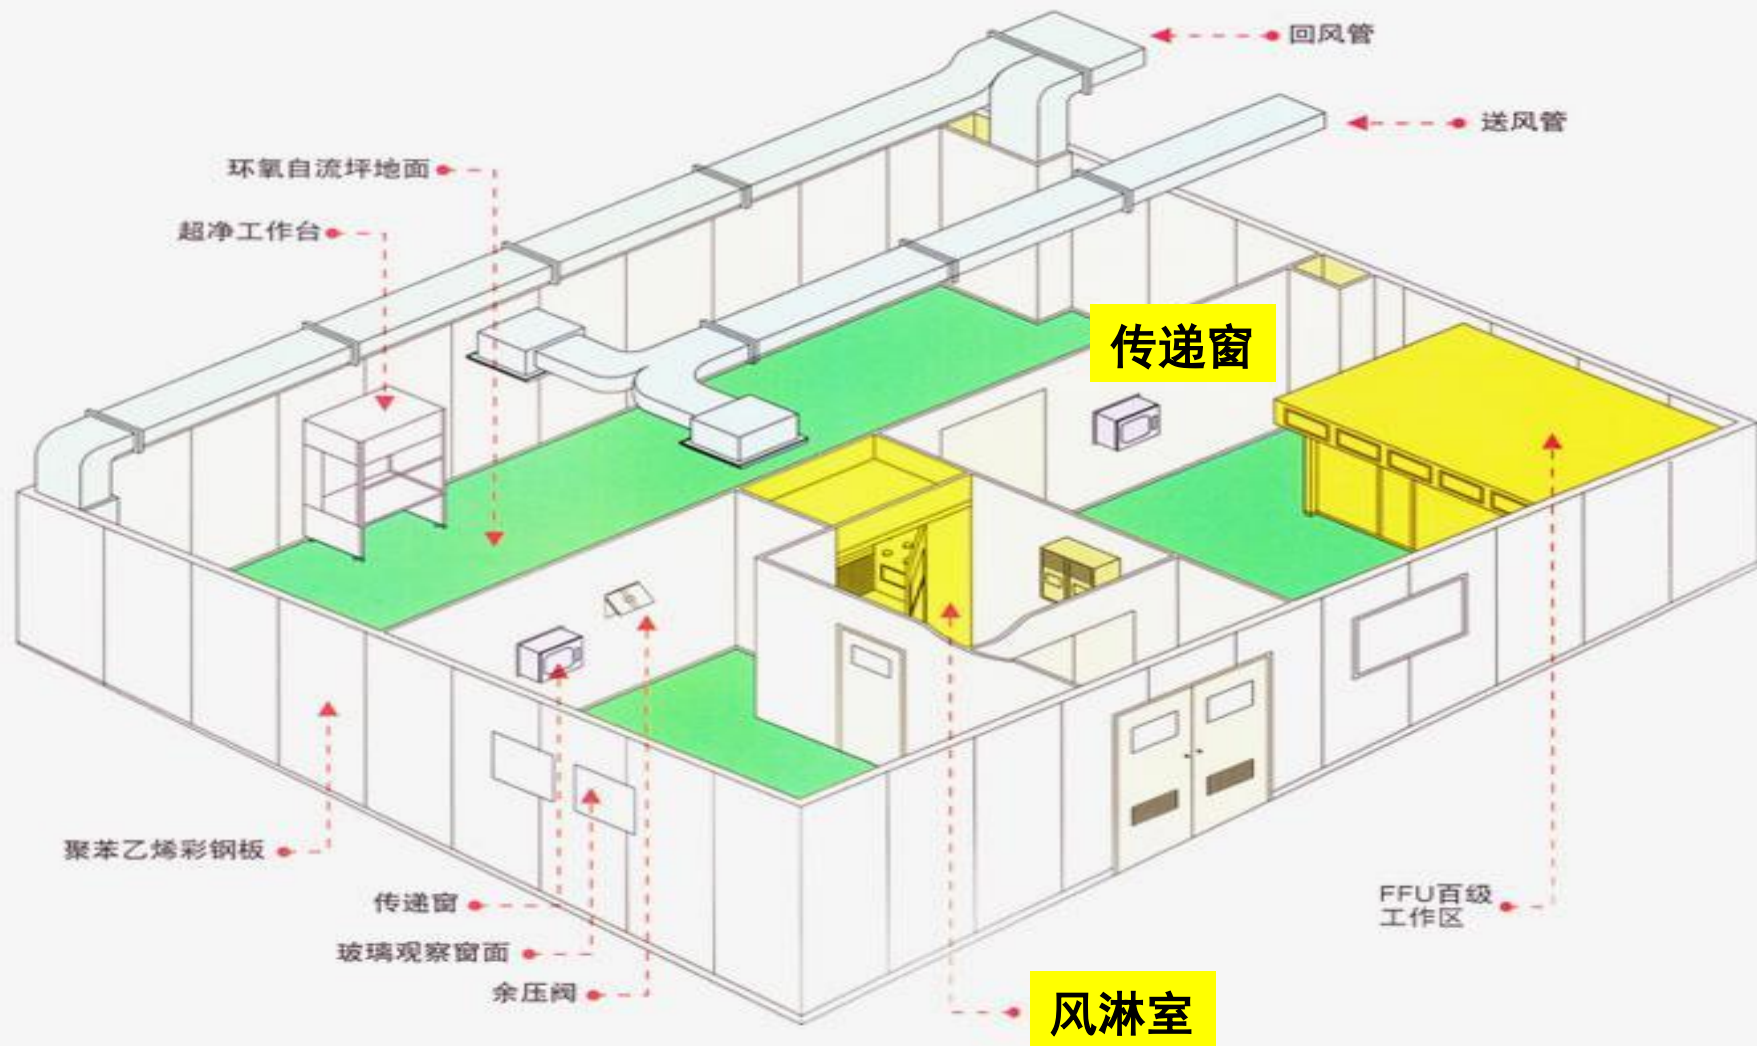 回风管
送风管
环氧自流坪地面
超净工作台
传递窗
聚苯乙烯彩钢板
传递窗
FFU百级
工作区
玻璃观察窗面
余压阀
风淋室